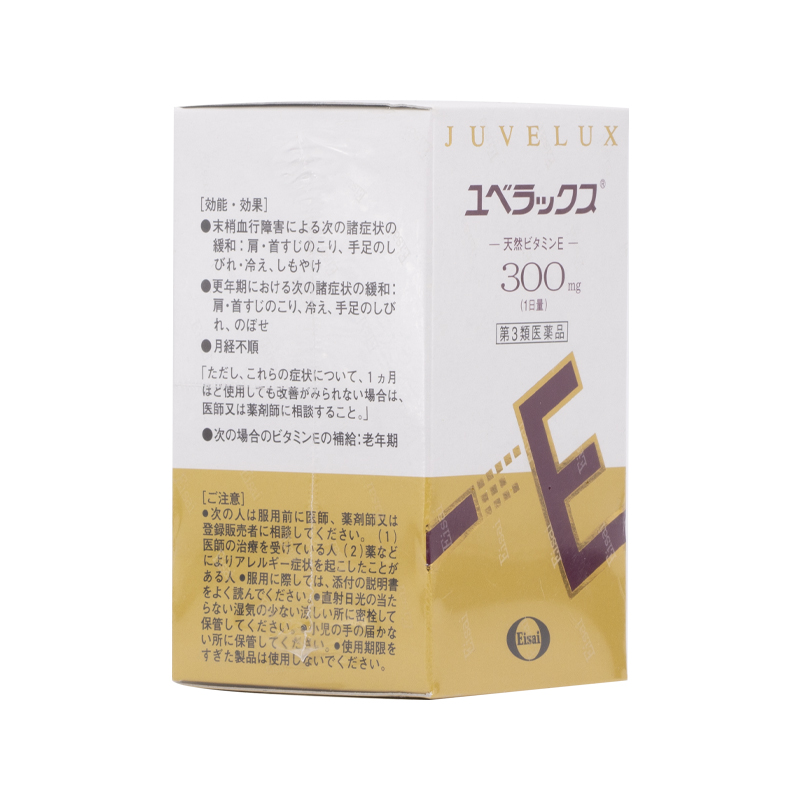 [効能・効果]
●末梢血行障害による次の諸症状の
緩和：肩・首すじのこり、手足のし
びれ・冷え、しもやけ
●更年期における次の諸症状の緩和：
肩・首すじのこり、冷え、手足のしび
れ、のぼせ
●月経不順
「ただし、これらの症状について、1ヵ月
ほど使用しても改善がみられない場合は、
医師又は薬剤師に相談すること。」
●次の場合のビタミンEの補給：老年期
[ご注意]
●次の人は服用前に医師、薬剤師又は
登録販売者に相談してください。(1)
医師の治療を受けている人(2)薬など
によりアレルギー症状を起こしたことが
ある人●服用に際しては、添付の説明書
をよく読んでください。●直射日光の当た
らない湿気の少ない涼しい所に密栓して
保管してください。●小児の手の届かな
い所に保管してください。●使用期限を
すぎた製品は使用しないでください。
JUVELUX
ユベラックス®
―天然ビタミンE―
300mg
(1日量)
第3類医薬品
E
Eisai